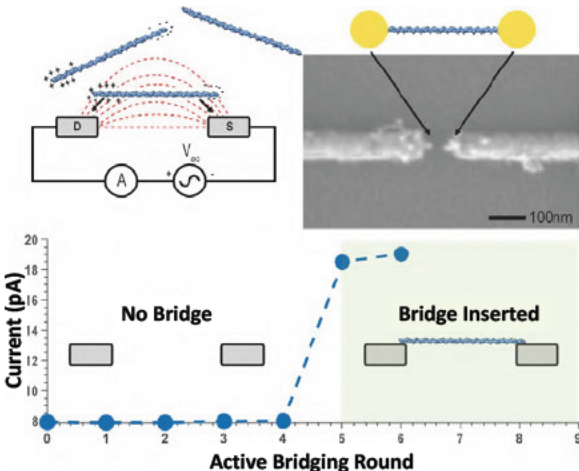 D
S
V∞
A
+
-
100nm
20
18
16
14
12
10
8
Current (pA)
No Bridge
Bridge Inserted
0 1 2 3 4 5 6 7 8 9
Active Bridging Round